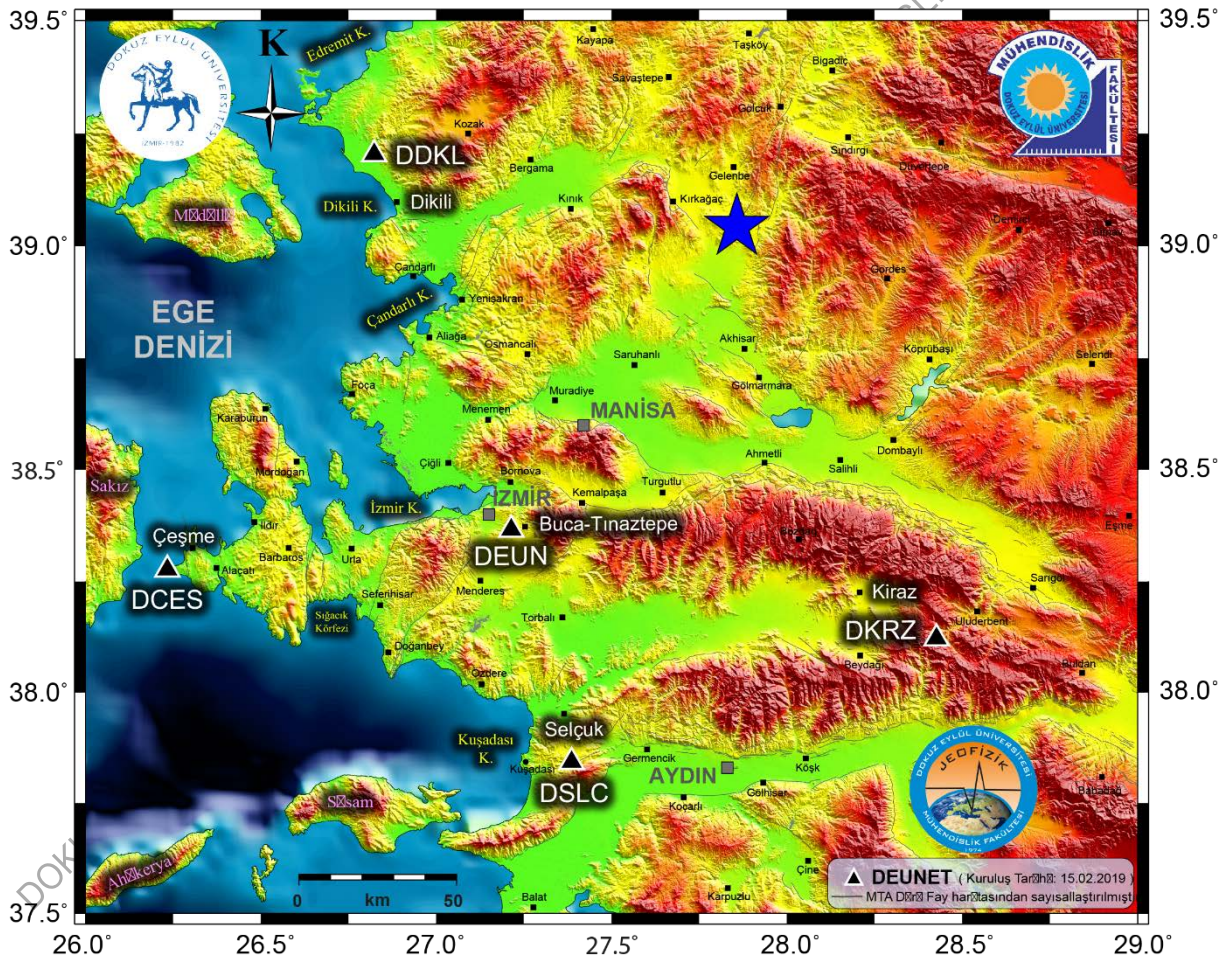 39.5°
39.5°
39.0°
39.0°
38.5°
38.5°
38.0°
38.0°
37.5°
37.5°
26.0
26.5
27.0
27.5
28.0
28.5
29.0°
DOKUZ EYLÜL ÜNİVERSİTESİ
İZMİR-1982
K
Edremit K.
MÜHENDİSLİK
FAKÜLTESİ
DOKUZ EYLÜL ÜNİVERSİTESİ
Kayapa
Taşköy
Savaştepe
Bigadiç
Gölcük
Kozak
Sındırgı
DDKL
Bergama
Gelenbe
Dikili K.
Dikili
Kınık
Kırkağaç
Demirci
Çandarlı
Gördes
EGE
DENİZİ
Çandarlı K.
Yenişakran
Aliağa
Osmancalı
Akhisar
Saruhanlı
Köprübaşı
Selendi
Foça
Gölmarmara
Muradiye
Menemen
MANİSA
Karaburun
Dombaylı
Çiğli
Mordoğan
Ahmetli
Salihli
Bornova
Turgutlu
Sakız
İzmir K.
İZMİR
Kemalpaşa
Eşme
Çeşme
Ildır
Buca-Tınaztepe
Barbaros
Urla
DEUN
Alaçatı
DCES
Menderes
Sarıgöl
Seferihisar
Kiraz
Sığacık
Körfezi
Torbalı
Uluderbent
DKRZ
Doğanbey
Beydağı
Buldan
Özdere
Selçuk
Kuşadası
K.
Kuşadası
Germencik
AYDIN
Köşk
DSLC
Koçarlı
Gölhisar
Babadağ
Çine
Karpuzlu
Balat
0 km 50
DOKUZ EYLÜL ÜNİVERSİTESİ
JEOFİZİK
MÜHENDİSLİK FAKÜLTESİ
1974
DEUNET ( Kuruluş Tarihi: 15.02.2019 )